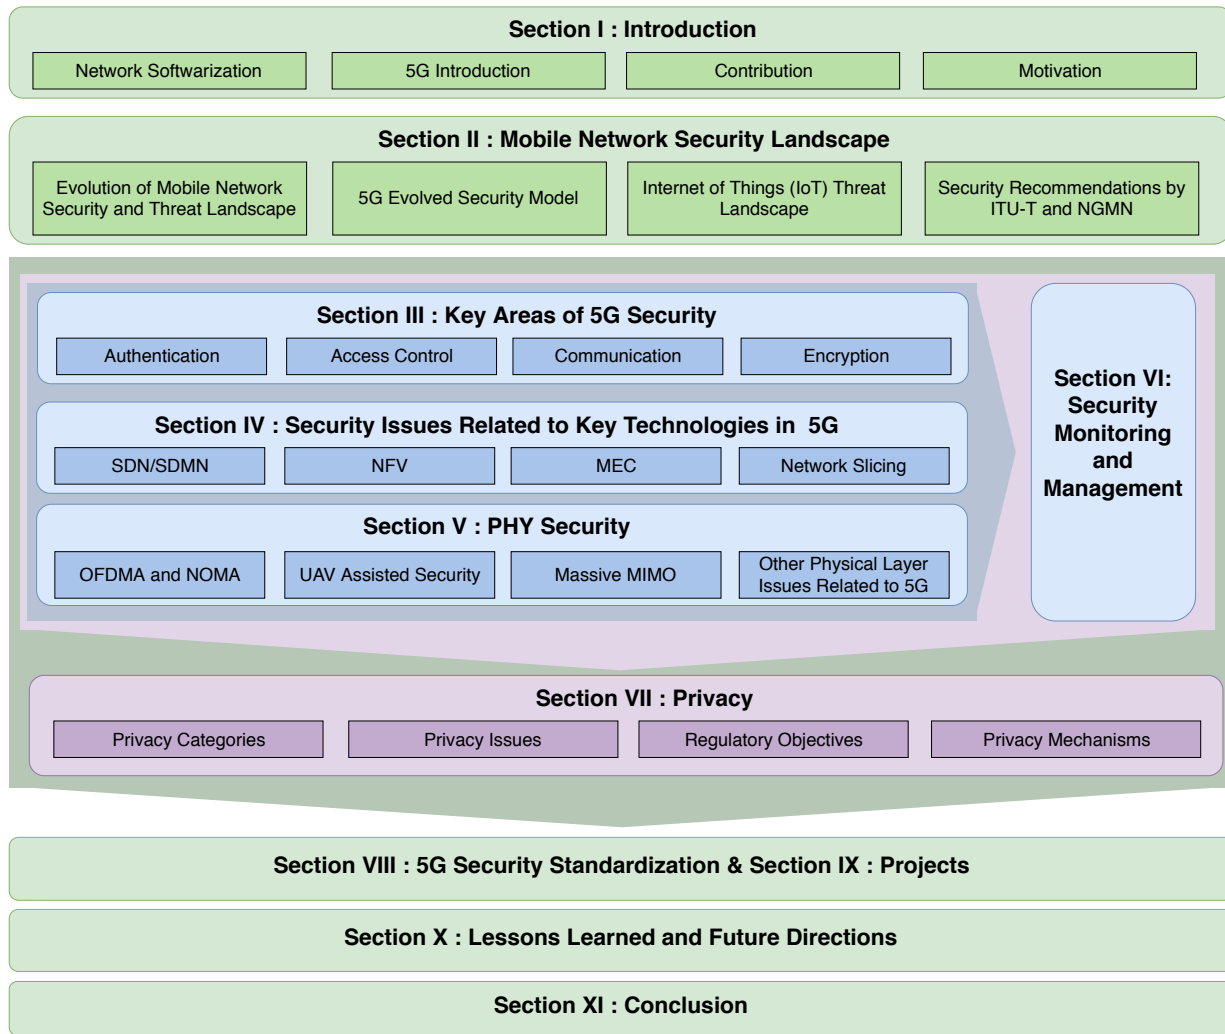 Section I : Introduction
Network Softwarization
5G Introduction
Contribution
Motivation
Section II : Mobile Network Security Landscape
Evolution of Mobile Network
Security and Threat Landscape
5G Evolved Security Model
Internet of Things (IoT) Threat
Landscape
Security Recommendations by
ITU-T and NGMN
Section III : Key Areas of 5G Security
Authentication
Access Control
Communication
Encryption
Section IV : Security Issues Related to Key Technologies in 5G
SDN/SDMN
NFV
MEC
Network Slicing
Section V : PHY Security
OFDMA and NOMA
UAV Assisted Security
Massive MIMO
Other Physical Layer
Issues Related to 5G
Section VI:
Security
Monitoring
and
Management
Section VII : Privacy
Privacy Categories
Privacy Issues
Regulatory Objectives
Privacy Mechanisms
Section VIII : 5G Security Standardization & Section IX : Projects
Section X : Lessons Learned and Future Directions
Section XI : Conclusion